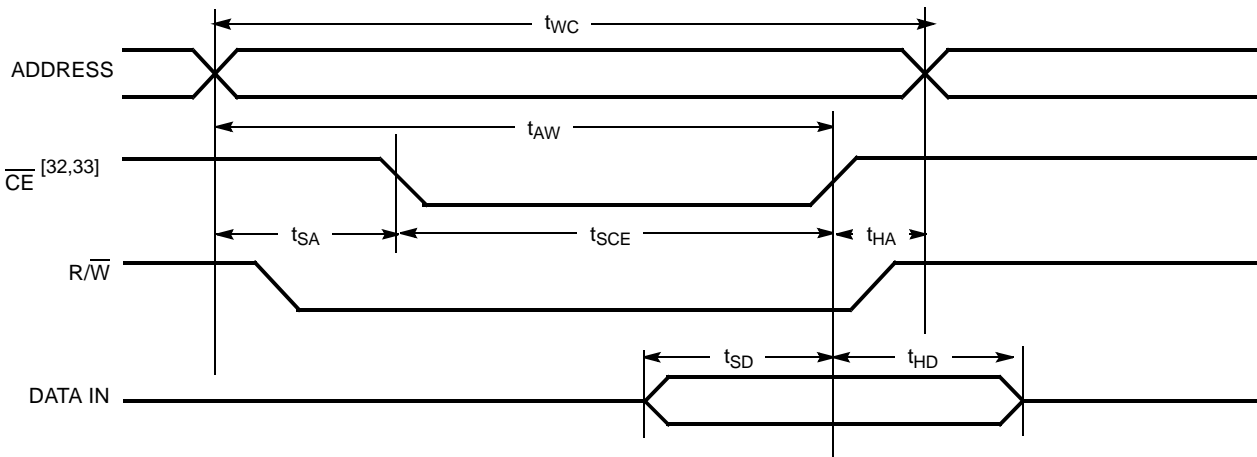 tWC
ADDRESS
tAW
CE [32,33]
tSA
tSCE
tHA
R/W
tSD
tHD
DATA IN